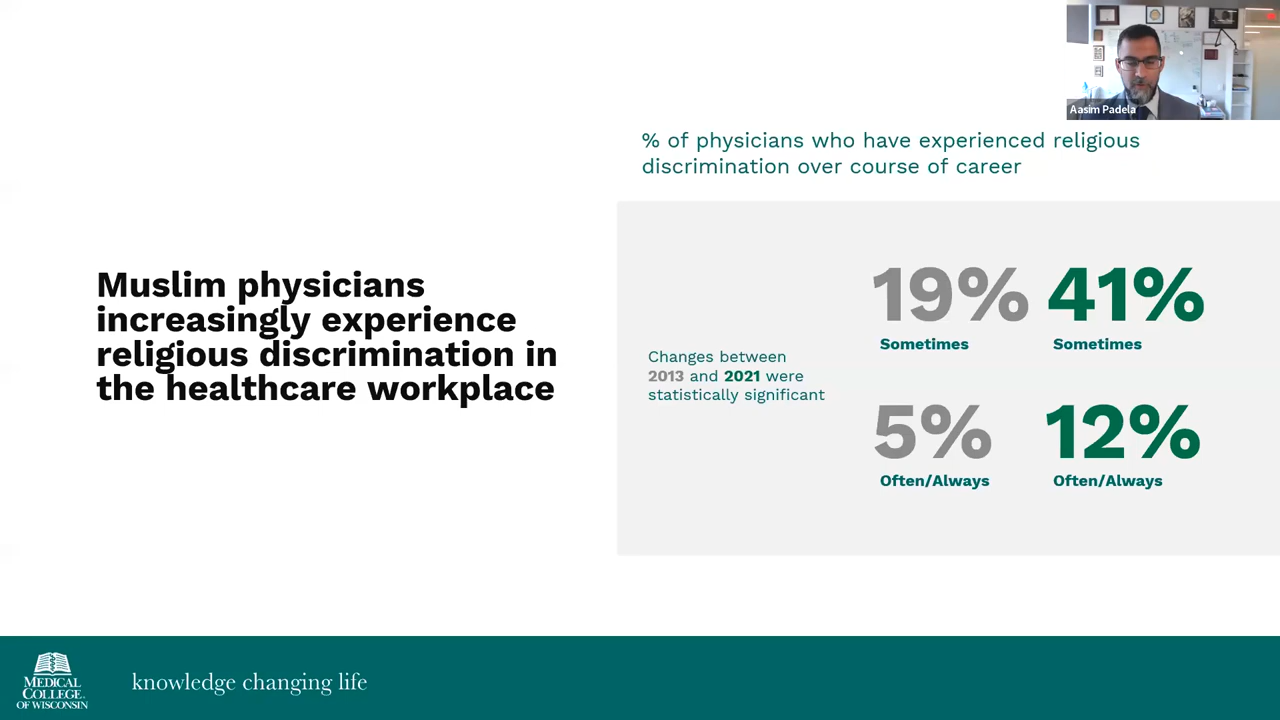 Aasim Padela
% of physicians who have experienced religious
discrimination over course of career
Muslim physicians
increasingly experience
religious discrimination in
the healthcare workplace
Changes between
2013 and 2021 were
statistically significant
19% 41%
Sometimes Sometimes
5% 12%
Often/Always Often/Always
MEDICAL
COLLEGE
OF WISCONSIN
knowledge changing life